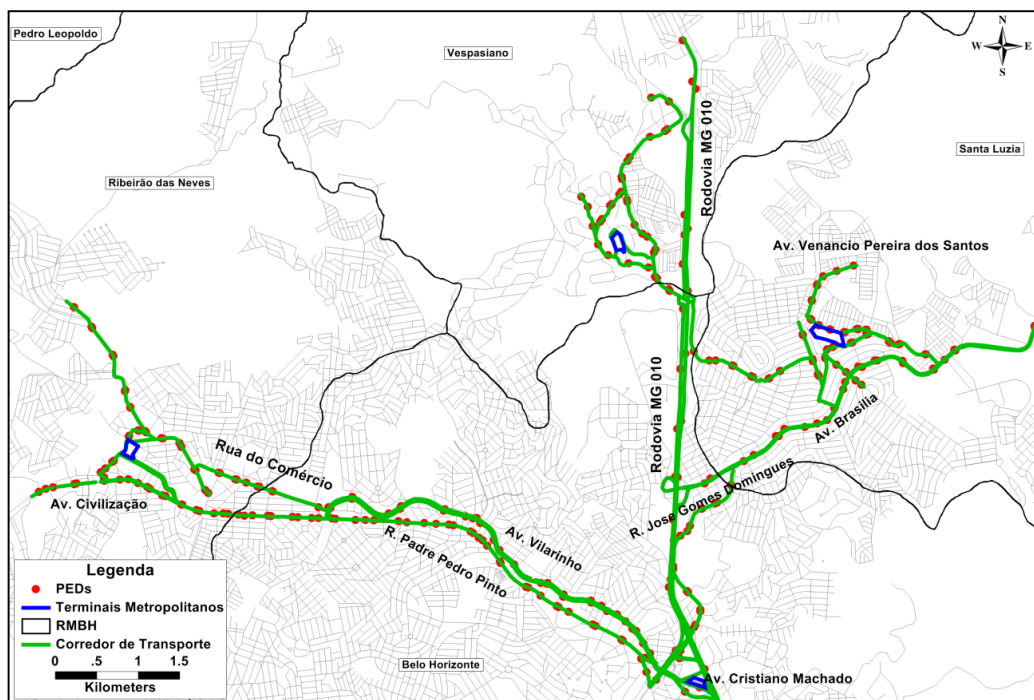 Pedro Leopoldo
Vespasiano
N
W E
S
Rodovia MG 010
Santa Luzia
Ribeirão das Neves
Av. Venancio Pereira dos Santos
Rodovia MG 010
Av. Brasilia
Rua do Comércio
R. Jose Gomes Domingues
Av. Civilização
Av. Vilarinho
R. Padre Pedro Pinto
Legenda
PEDs
Terminais Metropolitanos
RMBH
Corredor de Transporte
0 .5 1 1.5
Kilometers
Belo Horizonte
Av. Cristiano Machado